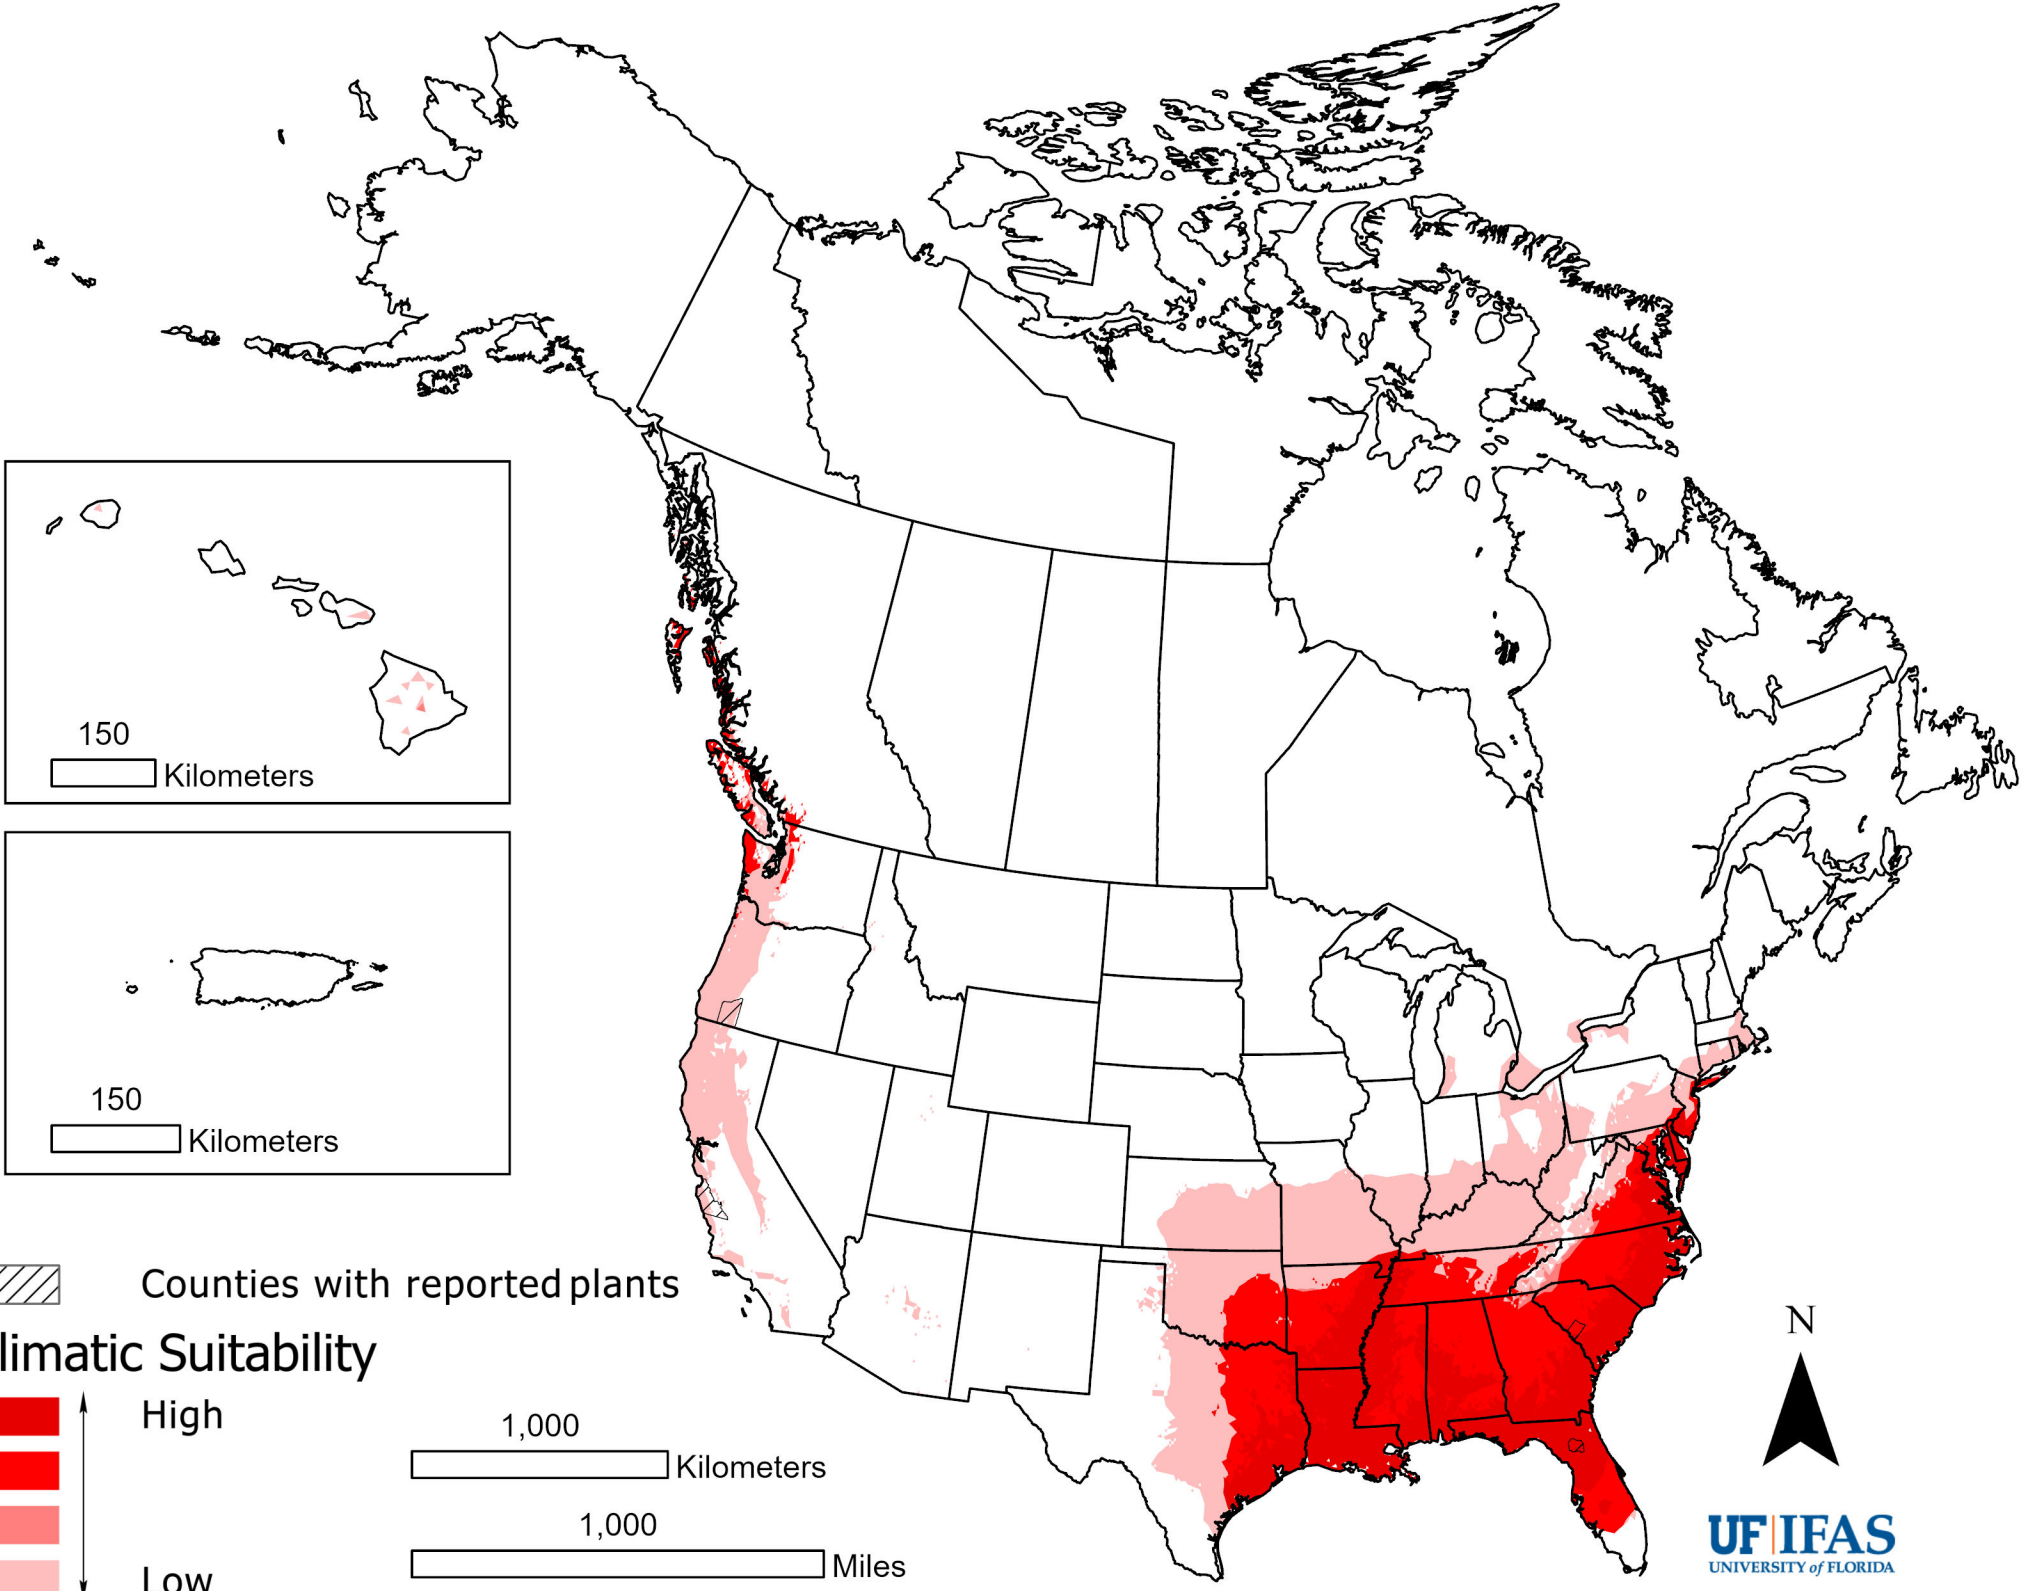 150
Kilometers
150
Kilometers
Counties with reported plants
limatic Suitability
High
Low
1,000
Kilometers
1,000
Miles
N
UF|IFAS
UNIVERSITY of FLORIDA